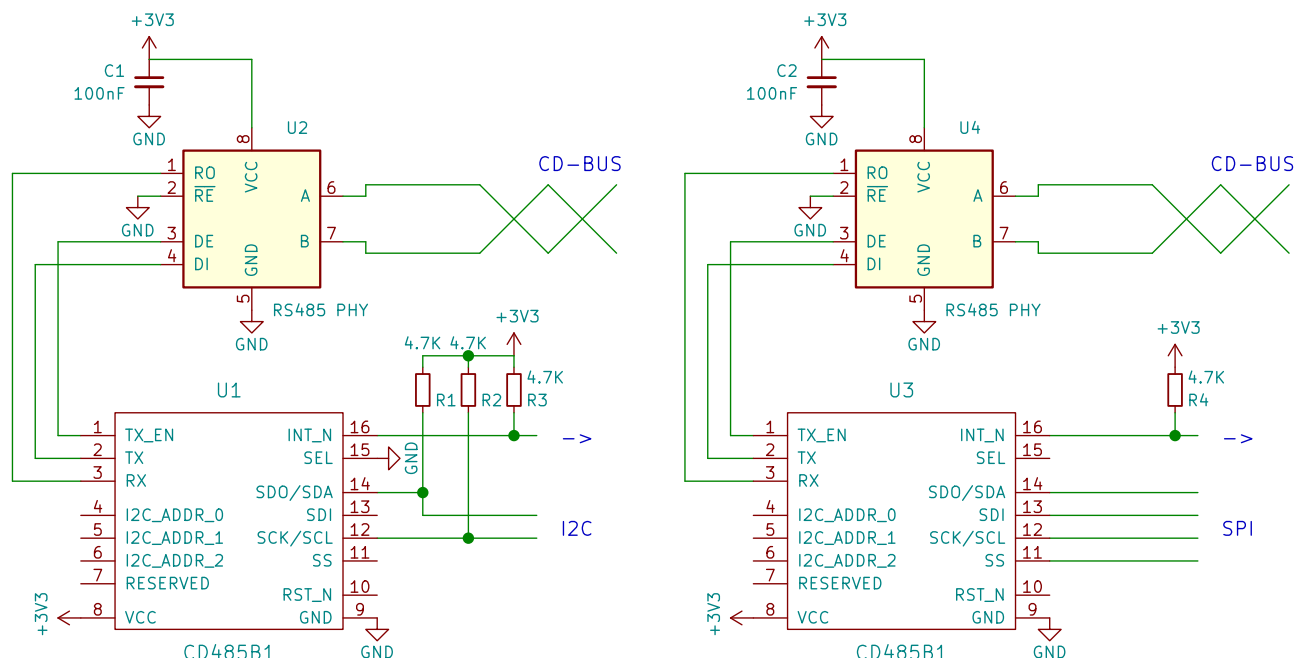 +3V3
C1
100nF
GND
U2
8
VCC
1
RO
2
RE
GND
3
DE
4
DI
A
6
B
7
GND
5
RS485 PHY
GND
CD-BUS
+3V3
4.7K
4.7K
4.7K
R1
R2
R3
U1
1
TX_EN
2
TX
3
RX
4
I2C_ADDR_0
5
I2C_ADDR_1
6
I2C_ADDR_2
7
RESERVED
+3V3
8
VCC
INT_N
16
->
SEL
15
GND
SDO/SDA
14
SDI
13
SCK/SCL
12
I2C
SS
11
RST_N
10
GND
9
GND
CD485B1
+3V3
C2
100nF
GND
U4
8
VCC
1
RO
2
RE
GND
3
DE
4
DI
A
6
B
7
GND
5
RS485 PHY
GND
CD-BUS
+3V3
4.7K
R4
U3
1
TX_EN
2
TX
3
RX
4
I2C_ADDR_0
5
I2C_ADDR_1
6
I2C_ADDR_2
7
RESERVED
+3V3
8
VCC
INT_N
16
->
SEL
15
SDO/SDA
14
SDI
13
SCK/SCL
12
SPI
SS
11
RST_N
10
GND
9
GND
CD485B1